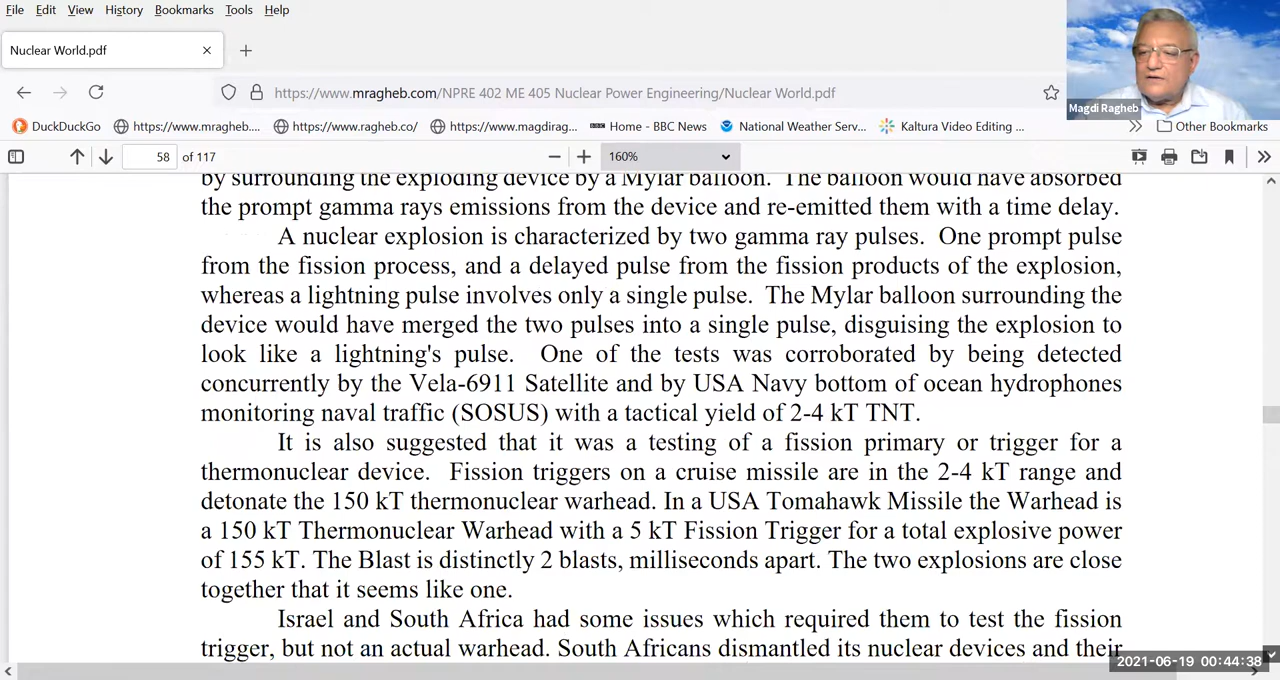 File Edit View History Bookmarks Tools Help
Nuclear World.pdf
https://www.mragheb.com/NPRE 402 ME 405 Nuclear Power Engineering/Nuclear World.pdf
Magdi Ragheb
DuckDuckGo https://www.mragheb.... https://www.ragheb.co/ https://www.magdirag... BBC Home - BBC News National Weather Serv... Kaltura Video Editing ... Other Bookmarks
58 of 117 160%
by surrounding the exploding device by a Mylar balloon. The balloon would have absorbed
the prompt gamma rays emissions from the device and re-emitted them with a time delay.
A nuclear explosion is characterized by two gamma ray pulses. One prompt pulse
from the fission process, and a delayed pulse from the fission products of the explosion,
whereas a lightning pulse involves only a single pulse. The Mylar balloon surrounding the
device would have merged the two pulses into a single pulse, disguising the explosion to
look like a lightning's pulse. One of the tests was corroborated by being detected
concurrently by the Vela-6911 Satellite and by USA Navy bottom of ocean hydrophones
monitoring naval traffic (SOSUS) with a tactical yield of 2-4 kT TNT.
It is also suggested that it was a testing of a fission primary or trigger for a
thermonuclear device. Fission triggers on a cruise missile are in the 2-4 kT range and
detonate the 150 kT thermonuclear warhead. In a USA Tomahawk Missile the Warhead is
a 150 kT Thermonuclear Warhead with a 5 kT Fission Trigger for a total explosive power
of 155 kT. The Blast is distinctly 2 blasts, milliseconds apart. The two explosions are close
together that it seems like one.
Israel and South Africa had some issues which required them to test the fission
trigger, but not an actual warhead. South Africans dismantled its nuclear devices and their
2021-06-19 00:44:38